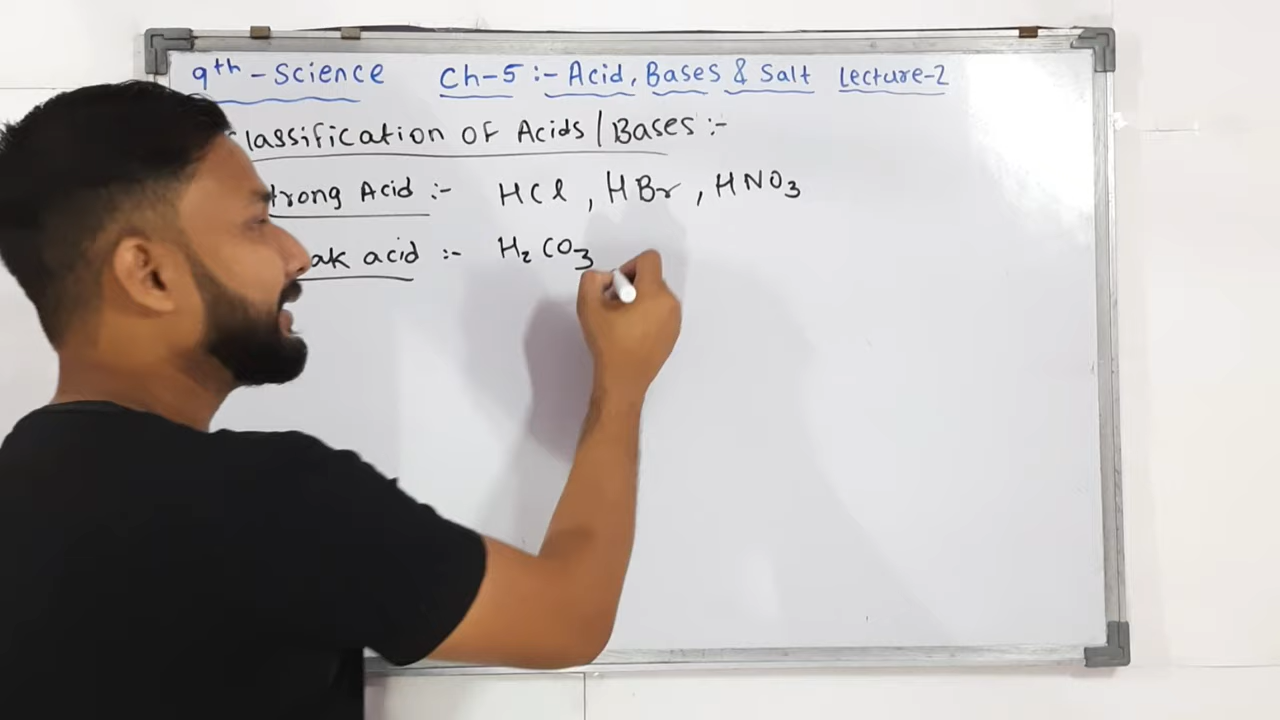 9th - Science Ch-5 :- Acid, Bases & Salt Lecture-2
lassification OF Acids / Bases :-
trong Acid :- HCl , HBr , HNO3
ak acid :- H2CO3